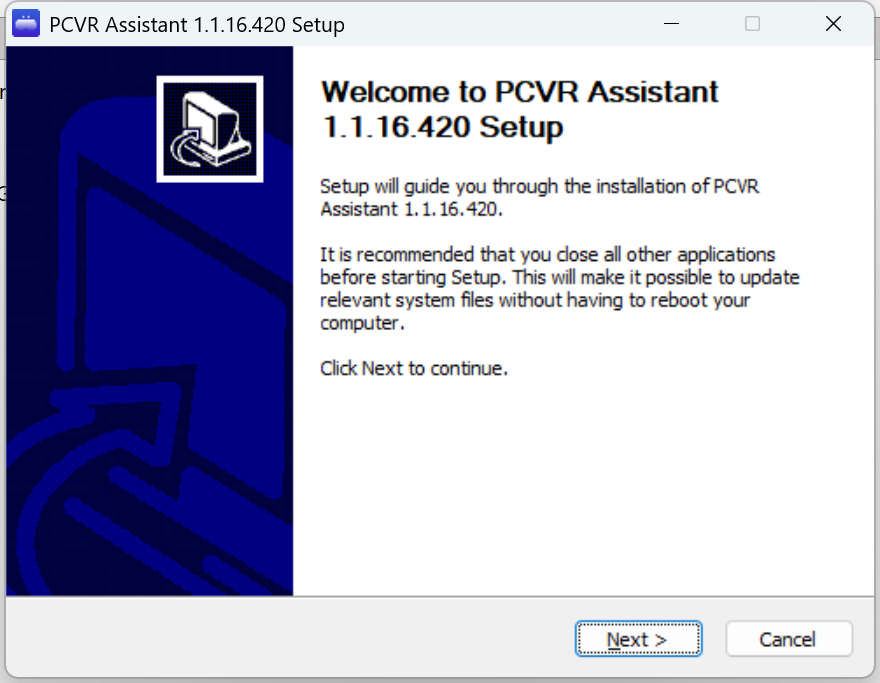 PCVR Assistant 1.1.16.420 Setup
Welcome to PCVR Assistant
1.1.16.420 Setup
Setup will guide you through the installation of PCVR
Assistant 1.1.16.420.
It is recommended that you close all other applications
before starting Setup. This will make it possible to update
relevant system files without having to reboot your
computer.
Click Next to continue.
Next >
Cancel